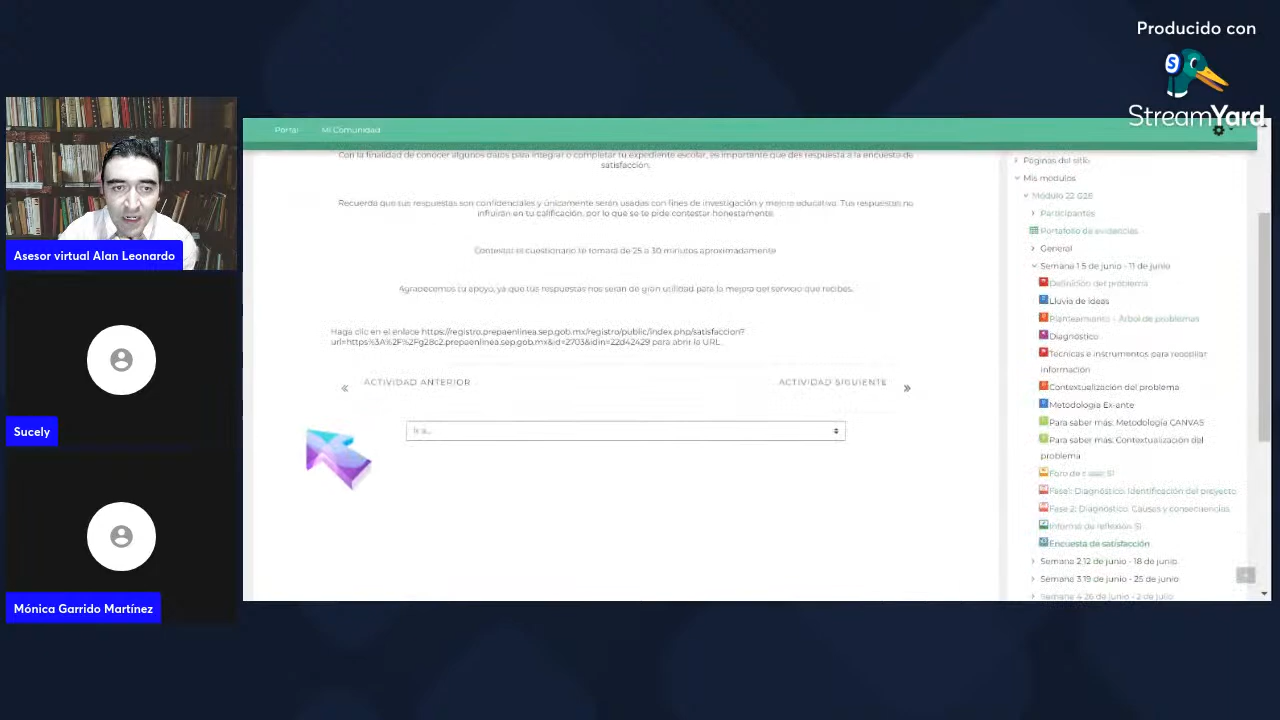 Producido con
StreamYard
Asesor virtual Alan Leonardo
Sucely
Mónica Garrido Martínez
Portal Mi Comunidad
Con la finalidad de conocer algunos datos para integrar o completar tu expediente escolar, es importante que des respuesta a la encuesta de
satisfacción.
Recuerda que tus respuestas son confidenciales y únicamente serán usadas con fines de investigación y mejora educativa. Tus respuestas no
influirán en tu calificación, por lo que se te pide contestar honestamente.
Contestar el cuestionario te tomará de 25 a 30 minutos aproximadamente
Agradecemos tu apoyo, ya que tus respuestas nos serán de gran utilidad para la mejora del servicio que recibes.
Haga clic en el enlace https://registro.prepaenlinea.sep.gob.mx/registro/public/index.php/satisfaccion?
url=https%3A%2F%2Fg28c2.prepaenlinea.sep.gob.mx&id=2703&idin=22d42429 para abrir la URL.
ACTIVIDAD ANTERIOR
ACTIVIDAD SIGUIENTE
Ir a...
Páginas del sitio
Mis modulos
Módulo 22 G28
Participantes
Portafolio de evidencias
General
Semana 1 5 de junio - 11 de junio
Definición del problema
Lluvia de ideas
Planteamiento - Árbol de problemas
Diagnóstico
Técnicas e instrumentos para recopilar
información
Contextualización del problema
Metodología Ex-ante
Para saber más: Metodología CANVAS
Para saber más: Contextualización del
problema
Foro de clase: S1
Fase1: Diagnóstico. Identificación del proyecto
Fase 2: Diagnóstico. Causas y consecuencias
Informe de reflexión S1
Encuesta de satisfacción
Semana 2 12 de junio - 18 de junio
Semana 3 19 de junio - 25 de junio
Semana 4 26 de junio - 2 de julio